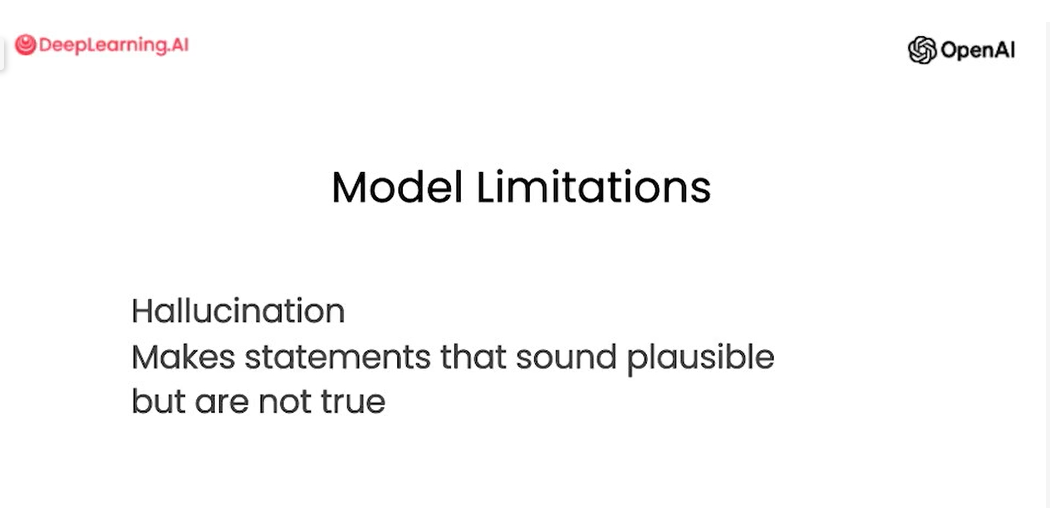 DeepLearning.AI
OpenAI
Model Limitations
Hallucination
Makes statements that sound plausible
but are not true